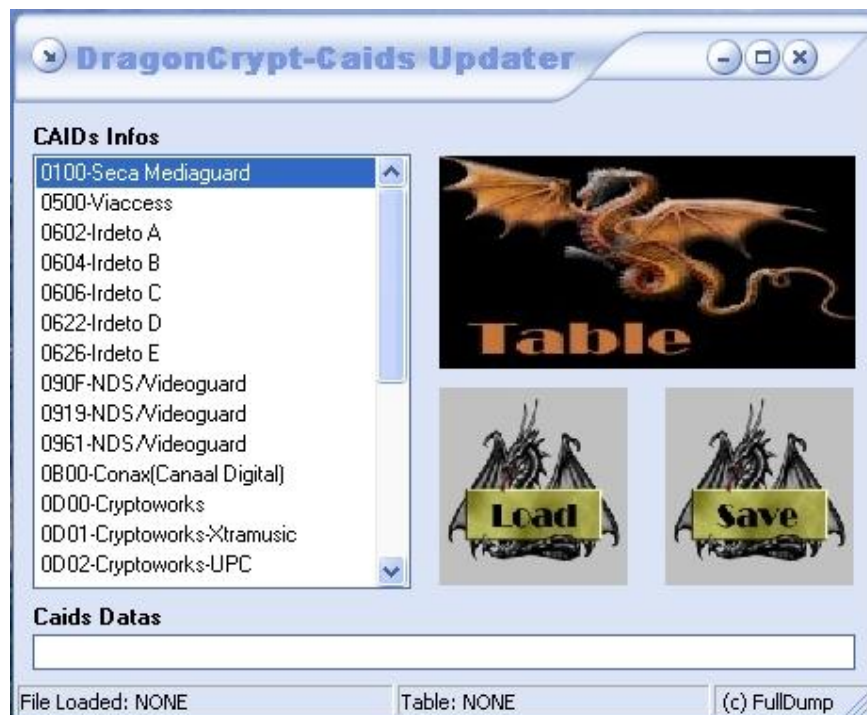 DragonCrypt-Caids Updater
CAIDs Infos
0100-Seca Mediaguard
0500-Viaccess
0602-Irdeto A
0604-Irdeto B
0606-Irdeto C
0622-Irdeto D
0626-Irdeto E
090F-NDS/Videoguard
0919-NDS/Videoguard
0961-NDS/Videoguard
0B00-Conax(Canaal Digital)
0D00-Cryptoworks
0D01-Cryptoworks-Xtramusic
0D02-Cryptoworks-UPC
Table
Load
Save
Caids Datas
File Loaded: NONE
Table: NONE
(c) FullDump